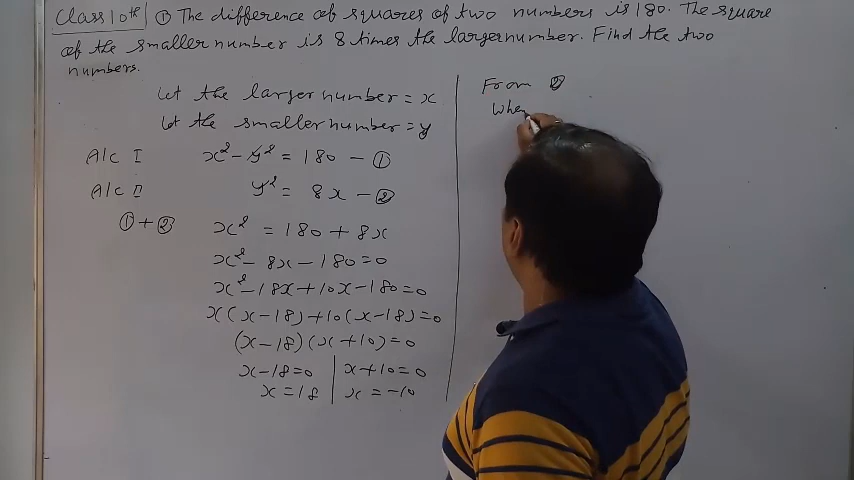 Class 10th ① The difference of squares of two numbers is 180. The square
of the smaller number is 8 times the larger number. Find the two
numbers.
Let the larger number = x
Let the smaller number = y
A/c I x² - y² = 180 - ①
A/c II y² = 8x - ②
① + ② x² = 180 + 8x
x² - 8x - 180 = 0
x² - 18x + 10x - 180 = 0
x(x - 18) + 10(x - 18) = 0
(x - 18)(x + 10) = 0
x - 18 = 0 | x + 10 = 0
x = 18 | x = -10
From ②
When